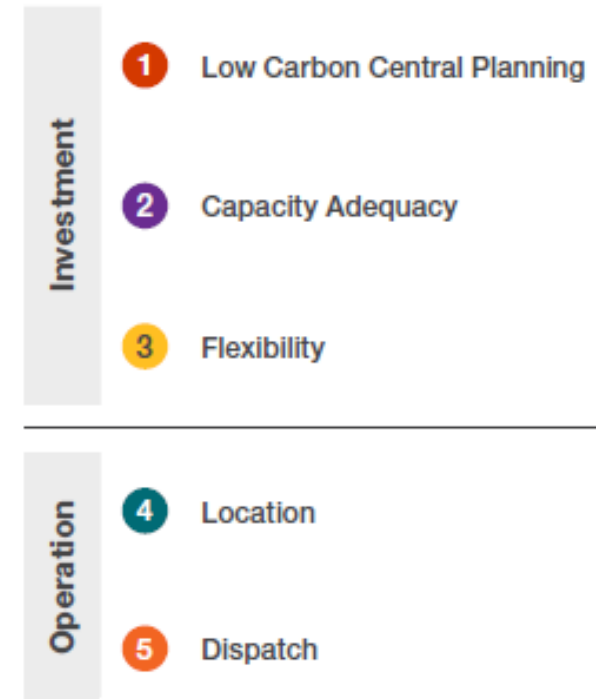 Investment
1 Low Carbon Central Planning
2 Capacity Adequacy
3 Flexibility
Operation
4 Location
5 Dispatch